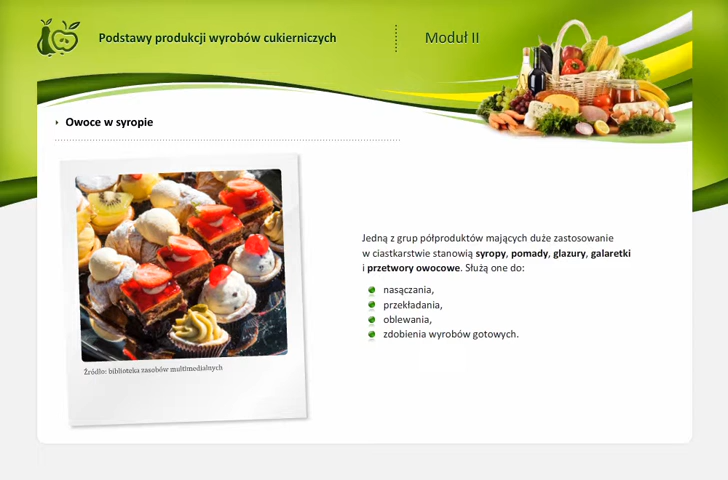 Podstawy produkcji wyrobów cukierniczych
Moduł II
Owoce w syropie
Źródło: biblioteka zasobów multimedialnych
Jedną z grup półproduktów mających duże zastosowanie
w ciastkarstwie stanowią syropy, pomady, glazury, galaretki
i przetwory owocowe. Służą one do:
nasączania,
przekładania,
oblewania,
zdobienia wyrobów gotowych.